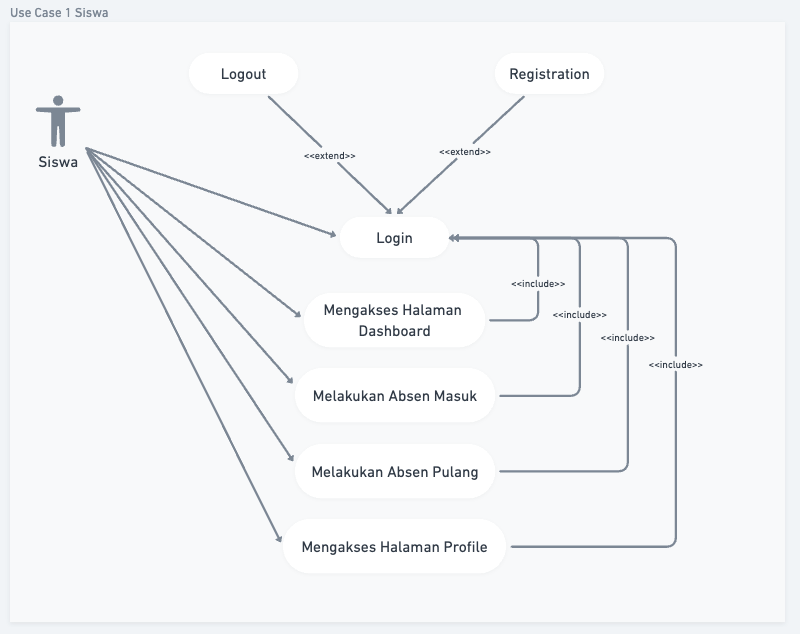 Use Case 1 Siswa
Logout
Registration
Siswa
<<extend>>
<<extend>>
Login
<<include>>
Mengakses Halaman
Dashboard
<<include>>
<<include>>
<<include>>
Melakukan Absen Masuk
Melakukan Absen Pulang
Mengakses Halaman Profile